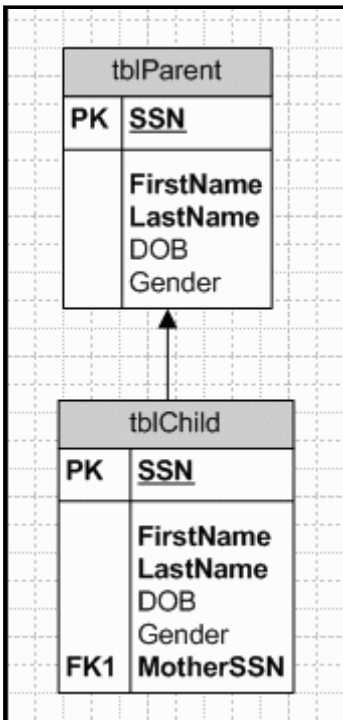 tblParent
PK SSN
FirstName
LastName
DOB
Gender
tblChild
PK SSN
FirstName
LastName
DOB
Gender
FK1 MotherSSN